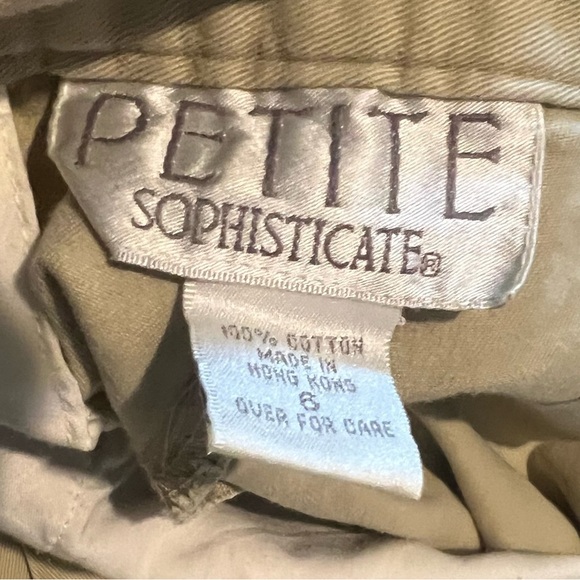 PETITE
SOPHISTICATE®
100% COTTON
MADE IN
HONG KONG
6
OVER FOR CARE